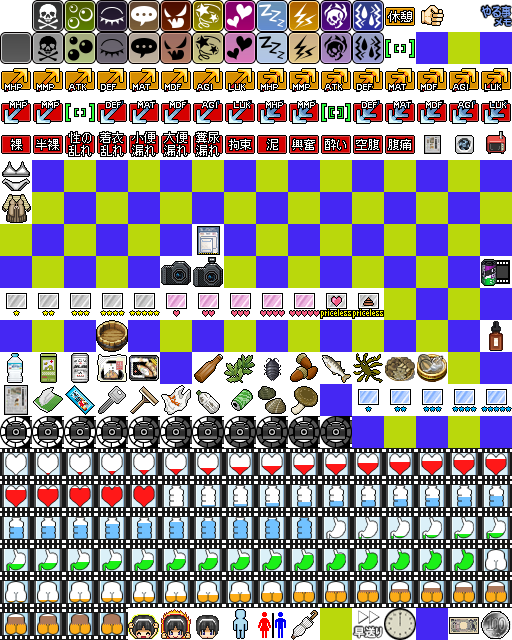 休憩
やる事
メモ
MHP MMP ATK DEF MAT MDF AGI LUK MHP MMP ATK DEF MAT MDF AGI LUK
MHP MMP DEF MAT MDF AGI LUK MHP MMP DEF MAT MDF AGI LUK
裸 半裸 性の乱れ 着衣乱れ 小便漏れ 大便漏れ 糞尿漏れ 拘束 泥 興奮 酔い 空腹 腹痛
priceless priceless
早送り